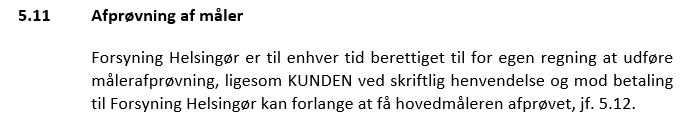 5.11 Afprøvning af måler
Forsyning Helsingør er til enhver tid berettiget til for egen regning at udføre
målerafprøvning, ligesom KUNDEN ved skriftlig henvendelse og mod betaling
til Forsyning Helsingør kan forlange at få hovedmåleren afprøvet, jf. 5.12.